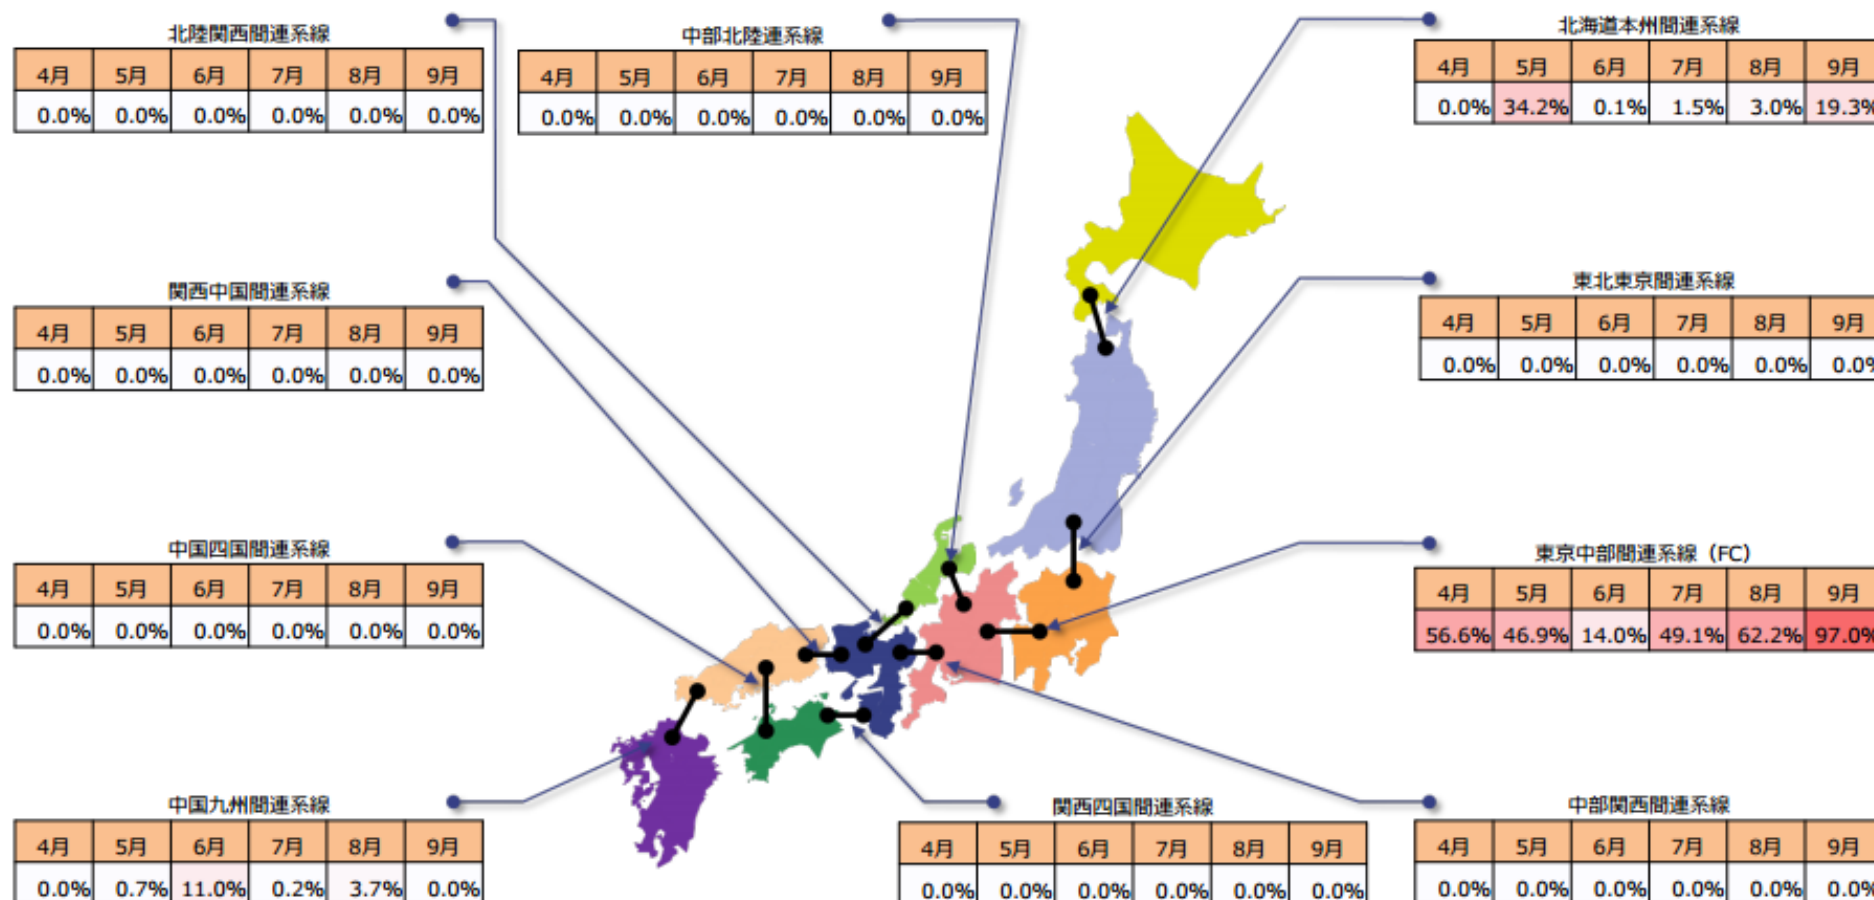 北陸関西間連系線
4月 5月 6月 7月 8月 9月
0.0% 0.0% 0.0% 0.0% 0.0% 0.0%
中部北陸連系線
4月 5月 6月 7月 8月 9月
0.0% 0.0% 0.0% 0.0% 0.0% 0.0%
北海道本州間連系線
4月 5月 6月 7月 8月 9月
0.0% 34.2% 0.1% 1.5% 3.0% 19.3%
関西中国間連系線
4月 5月 6月 7月 8月 9月
0.0% 0.0% 0.0% 0.0% 0.0% 0.0%
東北東京間連系線
4月 5月 6月 7月 8月 9月
0.0% 0.0% 0.0% 0.0% 0.0% 0.0%
中国四国間連系線
4月 5月 6月 7月 8月 9月
0.0% 0.0% 0.0% 0.0% 0.0% 0.0%
東京中部間連系線（FC）
4月 5月 6月 7月 8月 9月
56.6% 46.9% 14.0% 49.1% 62.2% 97.0%
中国九州間連系線
4月 5月 6月 7月 8月 9月
0.0% 0.7% 11.0% 0.2% 3.7% 0.0%
関西四国間連系線
4月 5月 6月 7月 8月 9月
0.0% 0.0% 0.0% 0.0% 0.0% 0.0%
中部関西間連系線
4月 5月 6月 7月 8月 9月
0.0% 0.0% 0.0% 0.0% 0.0% 0.0%